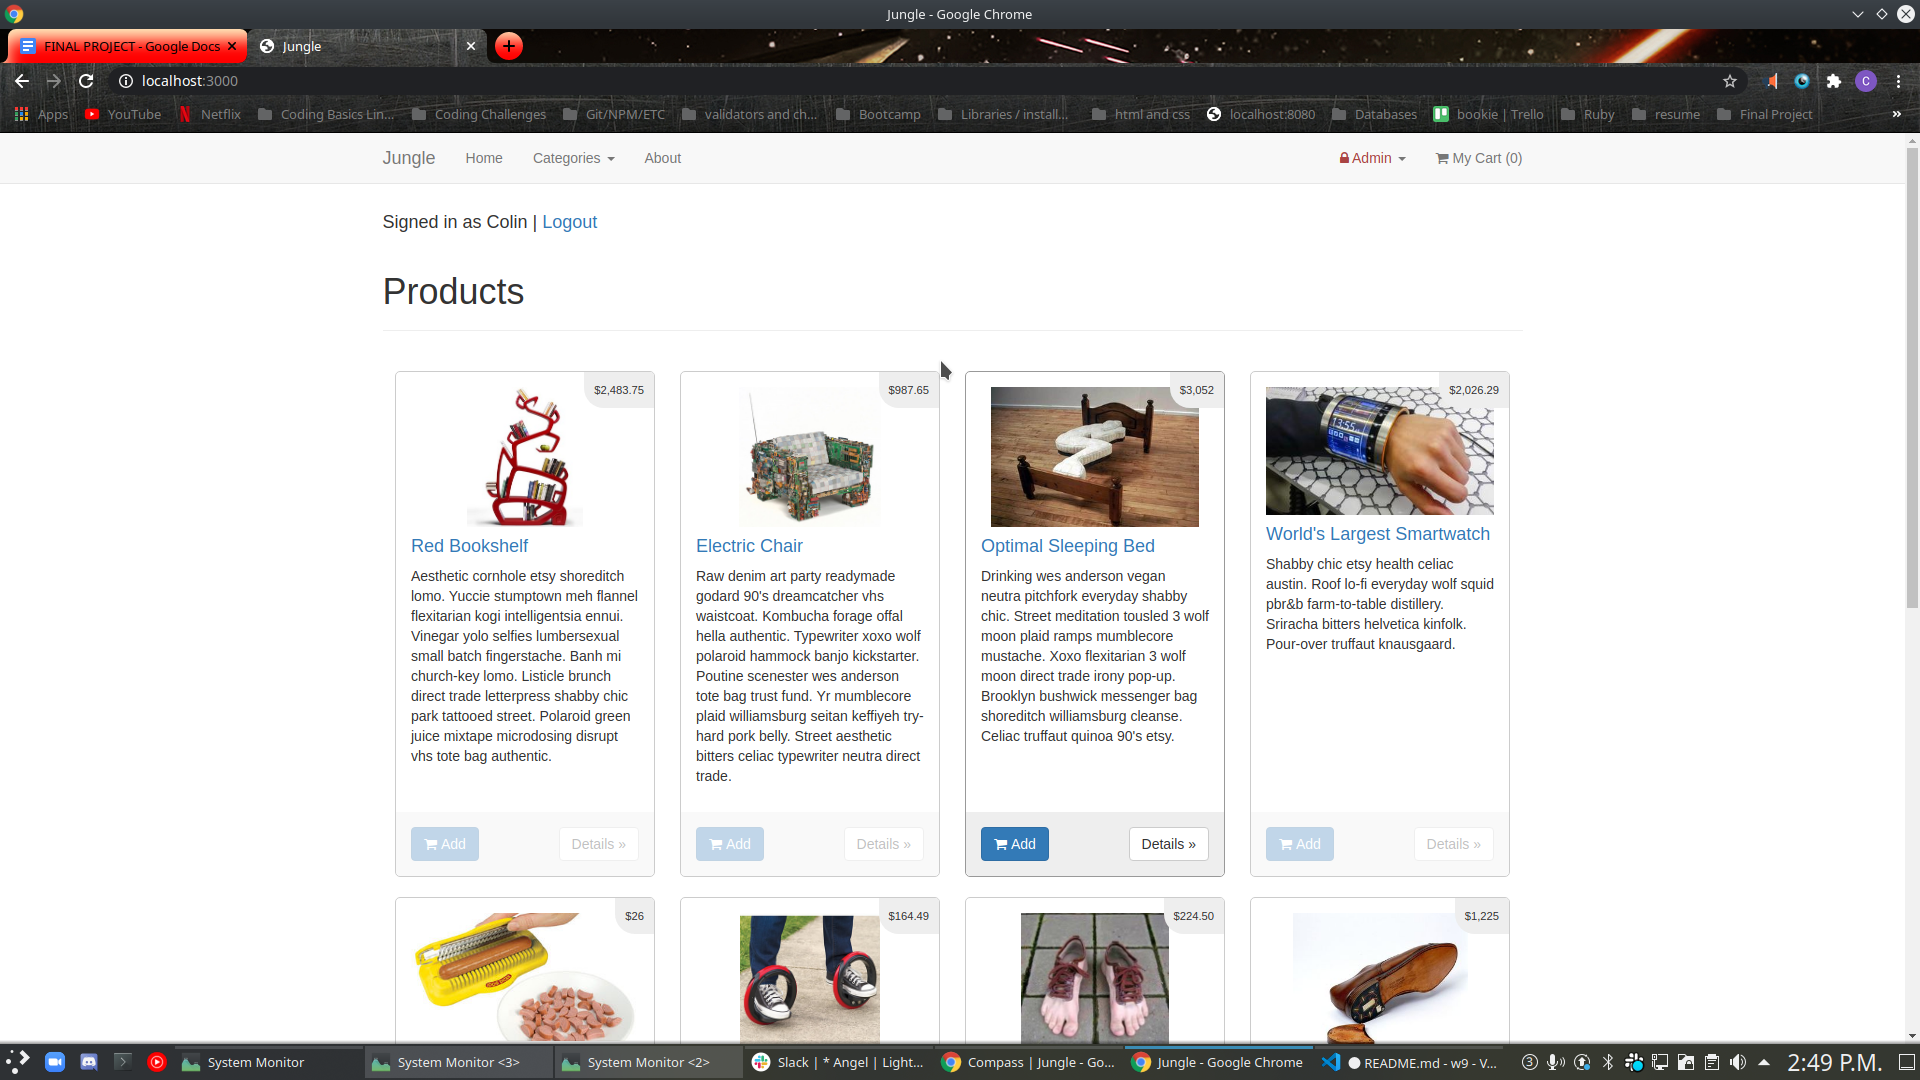 Jungle - Google Chrome
FINAL PROJECT - Google Docs
Jungle
localhost:3000
C
Apps
YouTube
Netflix
Coding Basics Lin...
Coding Challenges
Git/NPM/ETC
validators and ch...
Bootcamp
Libraries / install...
html and css
localhost:8080
Databases
bookie | Trello
Ruby
resume
Final Project
»
Jungle
Home
Categories
About
Admin
My Cart (0)
Signed in as Colin | Logout
Products
$2,483.75
Red Bookshelf
Aesthetic cornhole etsy shoreditch
lomo. Yuccie stumptown meh flannel
flexitarian kogi intelligentsia ennui.
Vinegar yolo selfies lumbersexual
small batch fingerstache. Banh mi
church-key lomo. Listicle brunch
direct trade letterpress shabby chic
park tattooed street. Polaroid green
juice mixtape microdosing disrupt
vhs tote bag authentic.
Add
Details »
$987.65
Electric Chair
Raw denim art party readymade
godard 90's dreamcatcher vhs
waistcoat. Kombucha forage offal
hella authentic. Typewriter xoxo wolf
polaroid hammock banjo kickstarter.
Poutine scenester wes anderson
tote bag trust fund. Yr mumblecore
plaid williamsburg seitan keffiyeh try-
hard pork belly. Street aesthetic
bitters celiac typewriter neutra direct
trade.
Add
Details »
$3,052
Optimal Sleeping Bed
Drinking wes anderson vegan
neutra pitchfork everyday shabby
chic. Street meditation tousled 3 wolf
moon plaid ramps mumblecore
mustache. Xoxo flexitarian 3 wolf
moon direct trade irony pop-up.
Brooklyn bushwick messenger bag
shoreditch williamsburg cleanse.
Celiac truffaut quinoa 90's etsy.
Add
Details »
$2,026.29
13:55
World's Largest Smartwatch
Shabby chic etsy health celiac
austin. Roof lo-fi everyday wolf squid
pbr&b farm-to-table distillery.
Sriracha bitters helvetica kinfolk.
Pour-over truffaut knausgaard.
Add
Details »
$26
$164.49
$224.50
$1,225
System Monitor
System Monitor <3>
System Monitor <2>
Slack | * Angel | Light...
Compass | Jungle - Go...
Jungle - Google Chrome
README.md - w9 - V...
3
2:49 P.M.